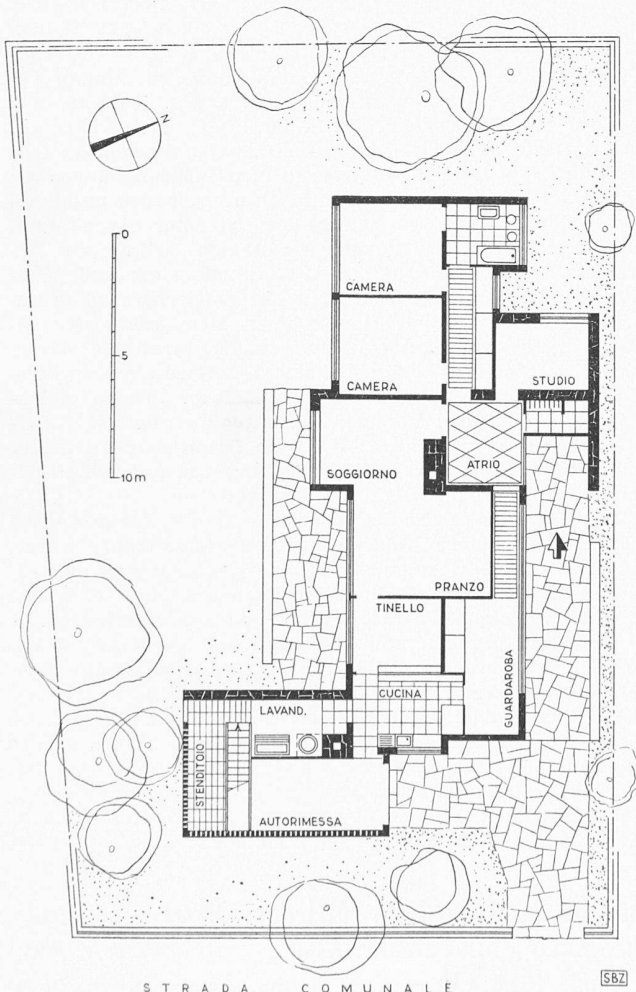 N
0
5
10 m
CAMERA
CAMERA
STUDIO
ATRIO
SOGGIORNO
PRANZO
TINELLO
CUCINA
GUARDAROBA
LAVAND.
STENDITOIO
AUTORIMESSA
STRADA COMUNALE
SBZ